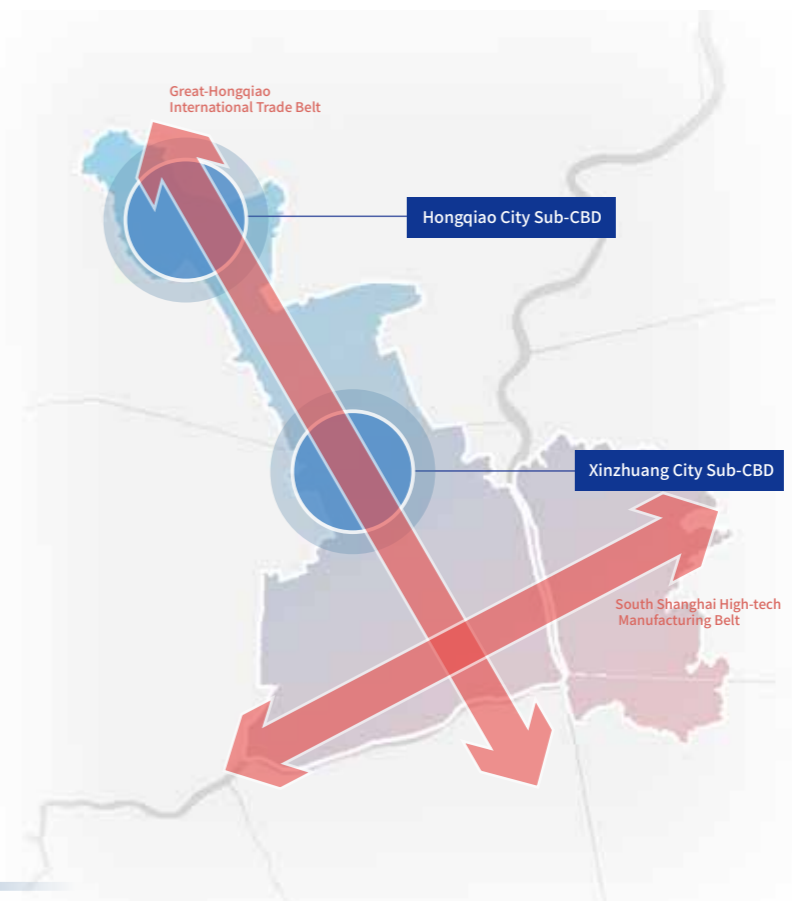 Great-Hongqiao
International Trade Belt
Hongqiao City Sub-CBD
Xinzhuang City Sub-CBD
South Shanghai High-tech
Manufacturing Belt